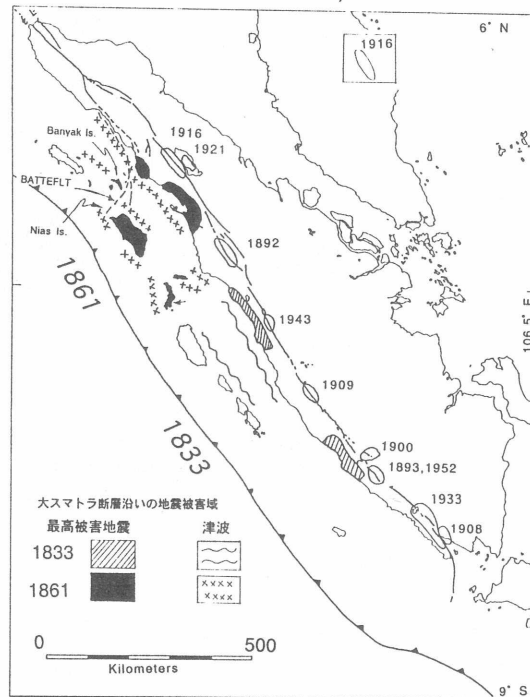 1916
6° N
1916
1921
Banyak Is.
BATTEFLT
Nias Is.
1892
1861
1943
106.5° E
1909
1833
1900
1893,1952
1933
1908
大スマトラ断層沿いの地震被害域
最高被害地震
津波
1833
1861
0
500
Kilometers
9° S